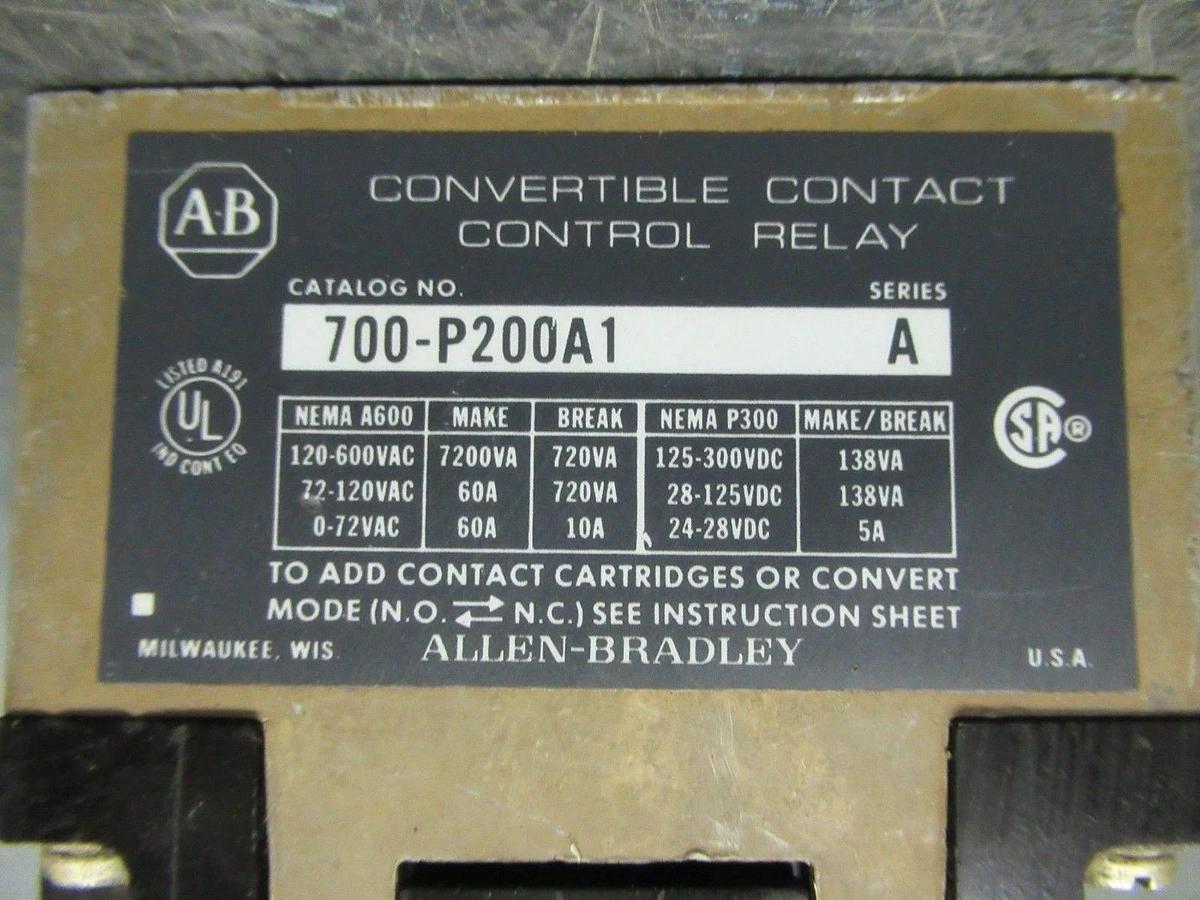 A-B
CONVERTIBLE CONTACT
CONTROL RELAY
CATALOG NO. SERIES
700-P200A1 A
LISTED A191
UL
IND CONT EQ
NEMA A600 MAKE BREAK NEMA P300 MAKE/BREAK
120-600VAC 7200VA 720VA 125-300VDC 138VA
72-120VAC 60A 720VA 28-125VDC 138VA
0-72VAC 60A 10A 24-28VDC 5A
SA®
TO ADD CONTACT CARTRIDGES OR CONVERT
MODE (N.O. ⇄ N.C.) SEE INSTRUCTION SHEET
MILWAUKEE, WIS. ALLEN-BRADLEY U.S.A.